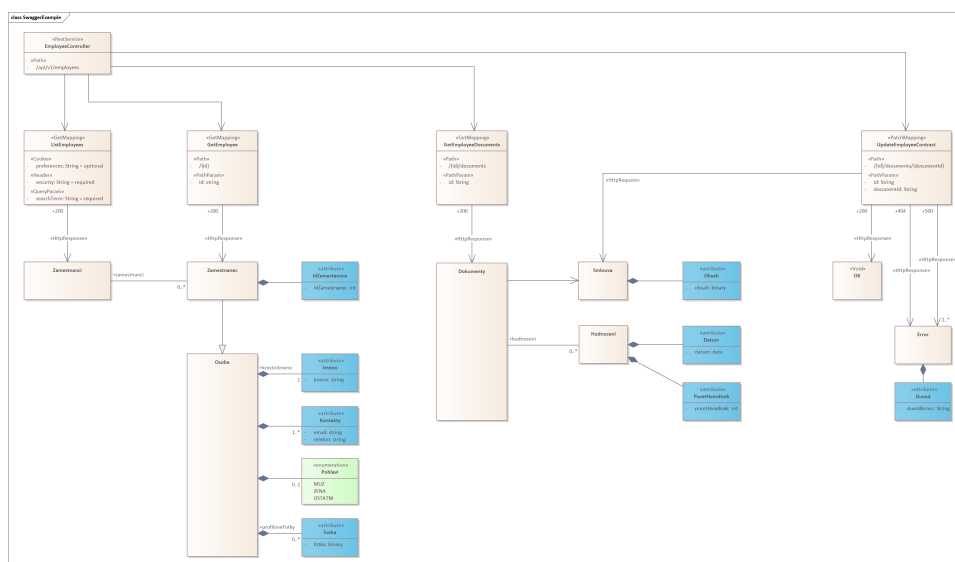 class SwaggerExample
«RestService»
EmployeeController
«Path»
- /api/v1/employees
«GetMapping»
ListEmployees
«Cookie»
- preferences: String = optional
«Header»
- security: String = required
«QueryParam»
- searchTerm: String = required
«GetMapping»
GetEmployee
«Path»
- /{id}
«PathParam»
- id: string
«GetMapping»
GetEmployeeDocuments
«Path»
- /{id}/documents
«PathParam»
- id: String
«PatchMapping»
UpdateEmployeeContract
«Path»
- /{id}/documents/{documentId}
«PathParam»
- id: String
- documentId: String
«HttpRequest»
+200
+200
+200
+200
+404
+500
«HttpResponse»
«HttpResponse»
«HttpResponse»
«HttpResponse»
«HttpResponse»
«HttpResponse»
Zamestnanci
+zamestnanci
0..*
Zamestnanec
«attribute»
- idZamestannce: int
Dokumenty
Smlouva
«attribute»
Obsah
- obsah: binary
«Void»
OK
+hodnoceni
0..*
Hodnoceni
«attribute»
Datum
- datum: date
«attribute»
PocetHvezdicek
- pocetHvezdicek: int
1..*
Error
«attribute»
Duvod
- duvodErroru: String
Osoba
+krestniJmeno
1
«attribute»
Jmeno
- jmeno: string
1..*
«attribute»
Kontakty
- email: string
- telefon: string
0..1
«enumeration»
Pohlavi
MUZ
ZENA
OSTATNI
+profiloveFotky
0..*
«attribute»
Fotka
- fotka: binary